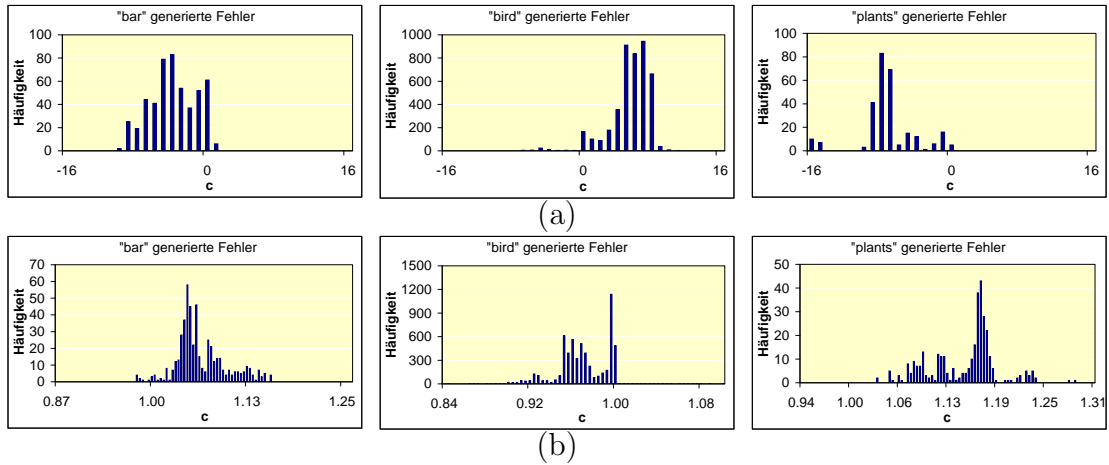 "bar" generierte Fehler
100
80
60
40
20
0
Häufigkeit
-16 0 16
c
"bird" generierte Fehler
1000
800
600
400
200
0
Häufigkeit
-16 0 16
c
"plants" generierte Fehler
100
80
60
40
20
0
Häufigkeit
-16 0 16
c
(a)
"bar" generierte Fehler
70
60
50
40
30
20
10
0
Häufigkeit
0.87 1.00 1.13 1.25
c
"bird" generierte Fehler
1500
1200
900
600
300
0
Häufigkeit
0.84 0.92 1.00 1.08
c
"plants" generierte Fehler
50
40
30
20
10
0
Häufigkeit
0.94 1.00 1.06 1.13 1.19 1.25 1.31
c
(b)